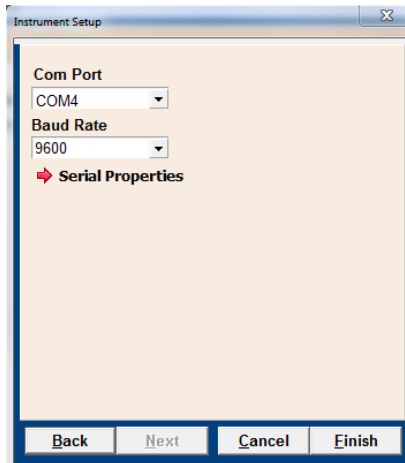 Instrument Setup
Com Port
COM4
Baud Rate
9600
Serial Properties
Back Next Cancel Finish